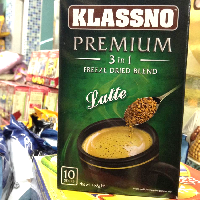 KLASSNO
PREMIUM
3 in 1
FREEZE DRIED BLEND
Latte
10